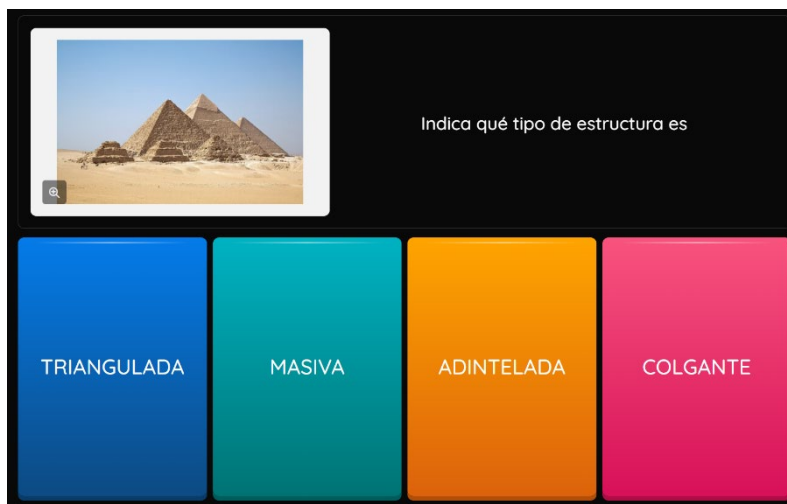 Indica qué tipo de estructura es
TRIANGULADA
MASIVA
ADINTELADA
COLGANTE